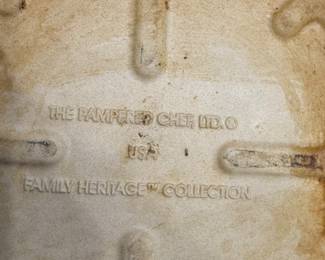 THE PAMPERED CHEF, LTD.©
USA
FAMILY HERITAGE™ COLLECTION